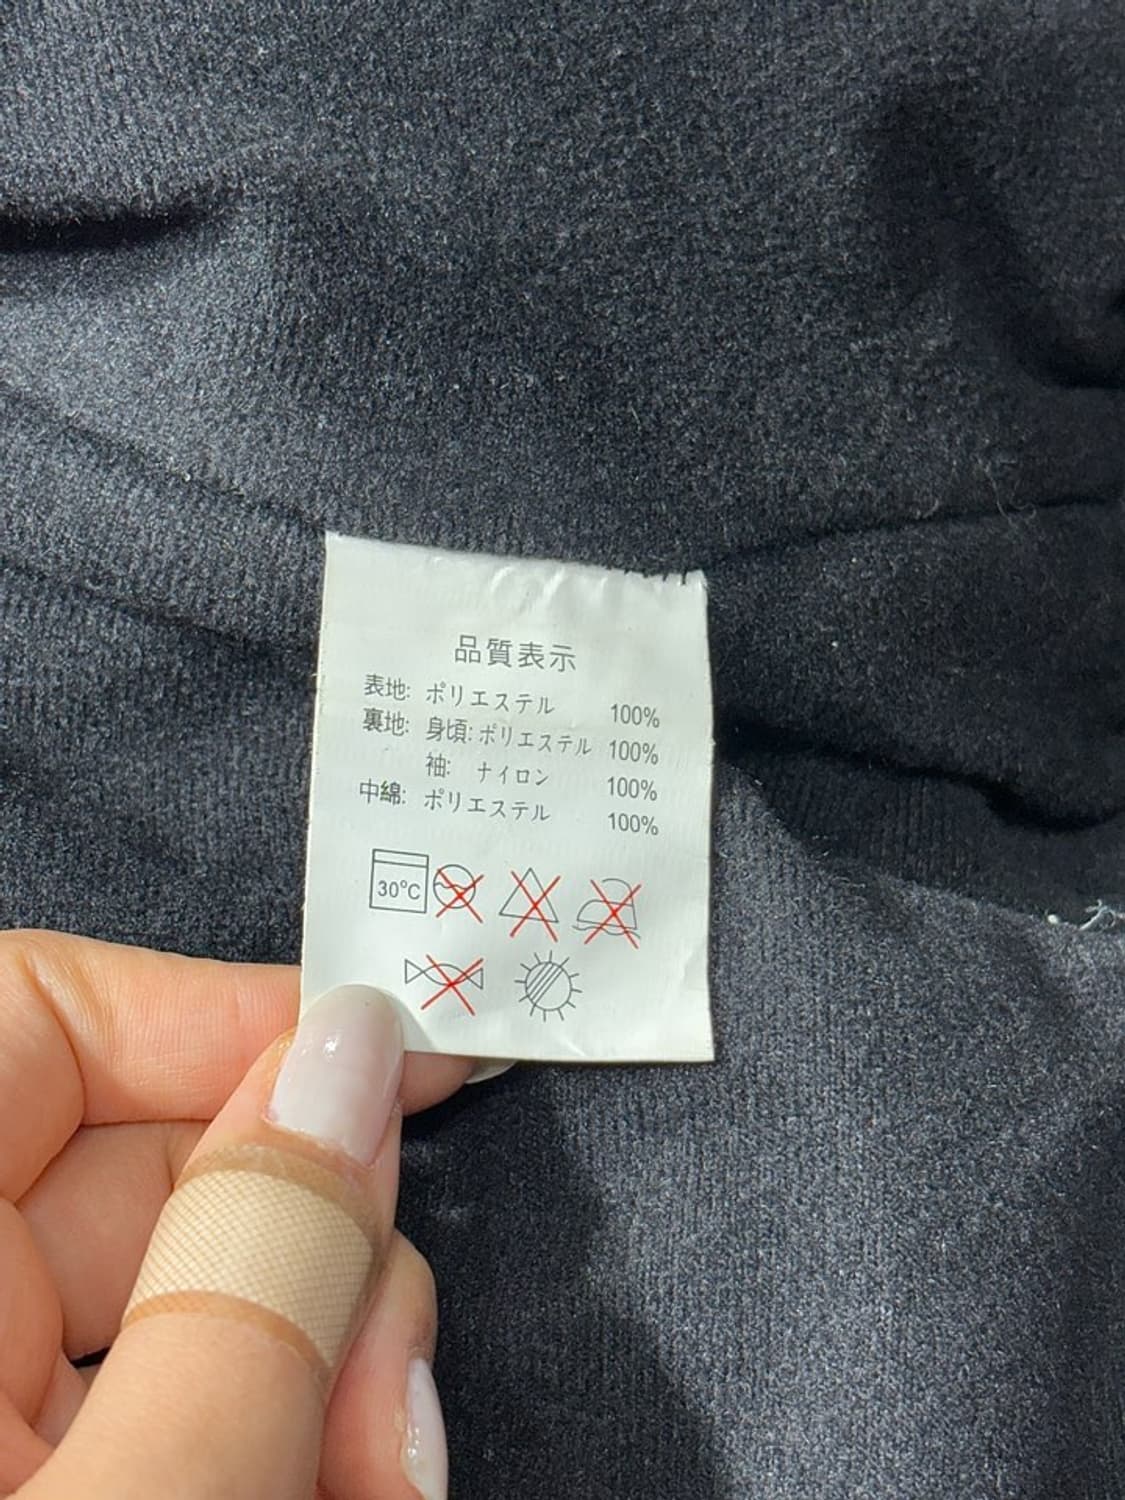 品質表示
表地: ポリエステル 100%
裏地: 身頃: ポリエステル 100%
袖: ナイロン 100%
中綿: ポリエステル 100%
30℃